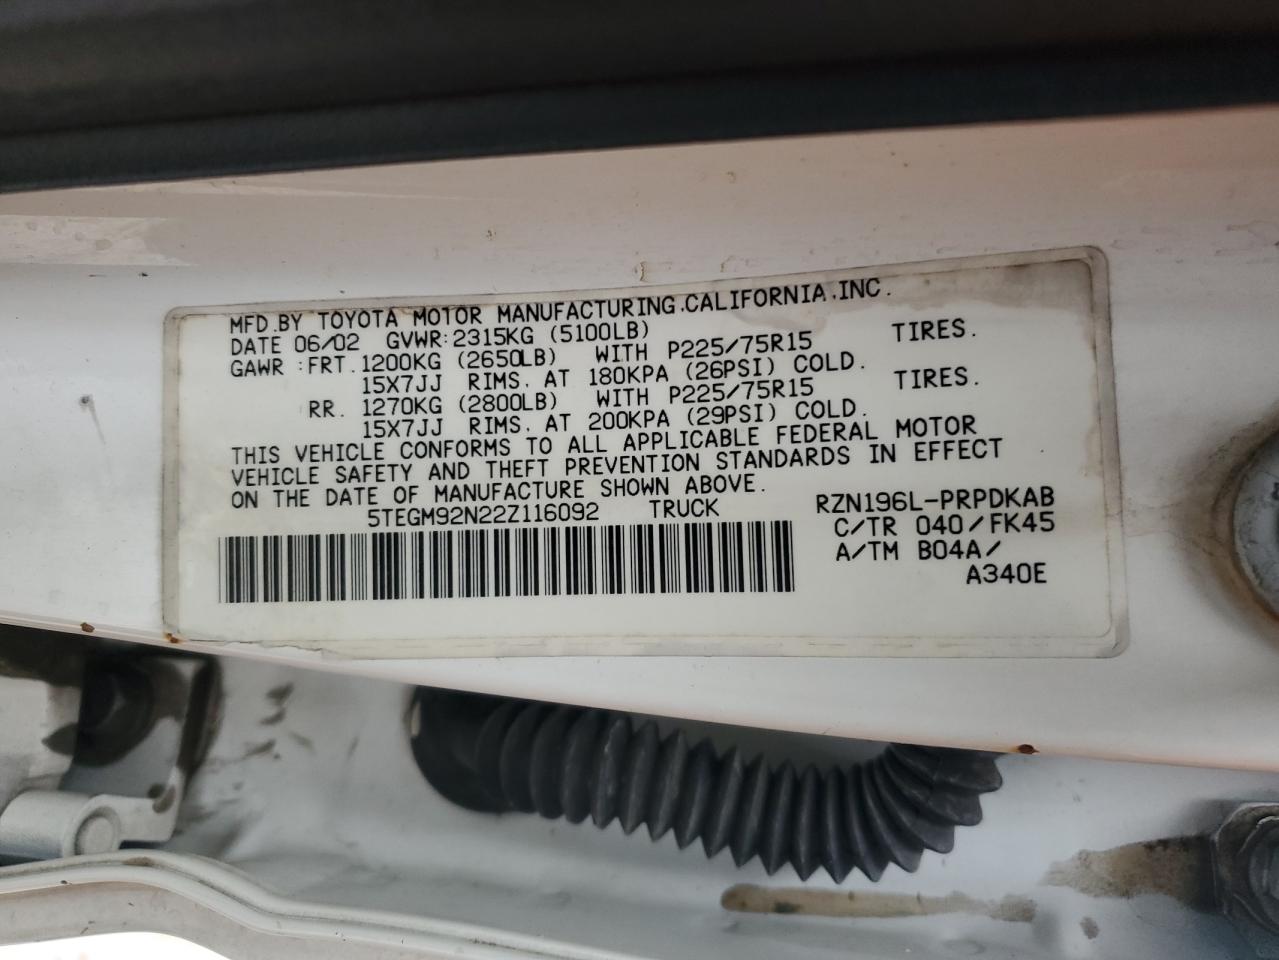 MFD.BY TOYOTA MOTOR MANUFACTURING.CALIFORNIA.INC.
DATE 06/02 GVWR:2315KG (5100LB)
GAWR:FRT.1200KG (2650LB) WITH P225/75R15 TIRES.
15X7JJ RIMS. AT 180KPA (26PSI) COLD.
RR. 1270KG (2800LB) WITH P225/75R15 TIRES.
15X7JJ RIMS. AT 200KPA (29PSI) COLD.
THIS VEHICLE CONFORMS TO ALL APPLICABLE FEDERAL MOTOR
VEHICLE SAFETY AND THEFT PREVENTION STANDARDS IN EFFECT
ON THE DATE OF MANUFACTURE SHOWN ABOVE.
5TEGM92N22Z116092 TRUCK RZN196L-PRPDKAB
C/TR 040/FK45
A/TM B04A/
A340E